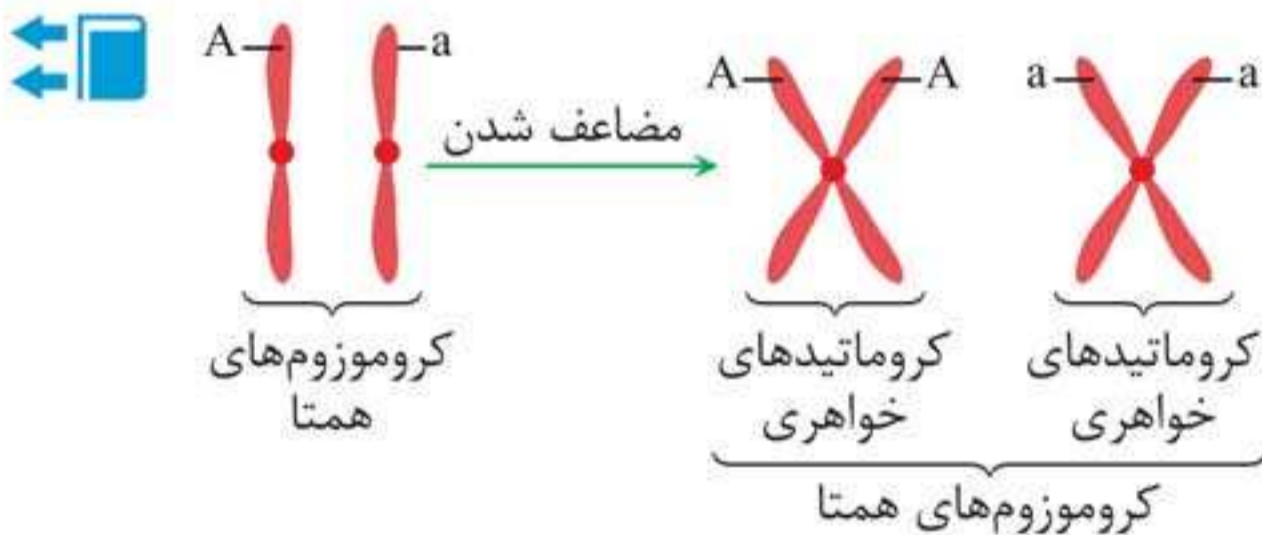 A a
A A a a
مضاعف شدن
کروموزوم‌های
همتا
کروماتیدهای
خواهری
کروماتیدهای
خواهری
کروموزوم‌های همتا